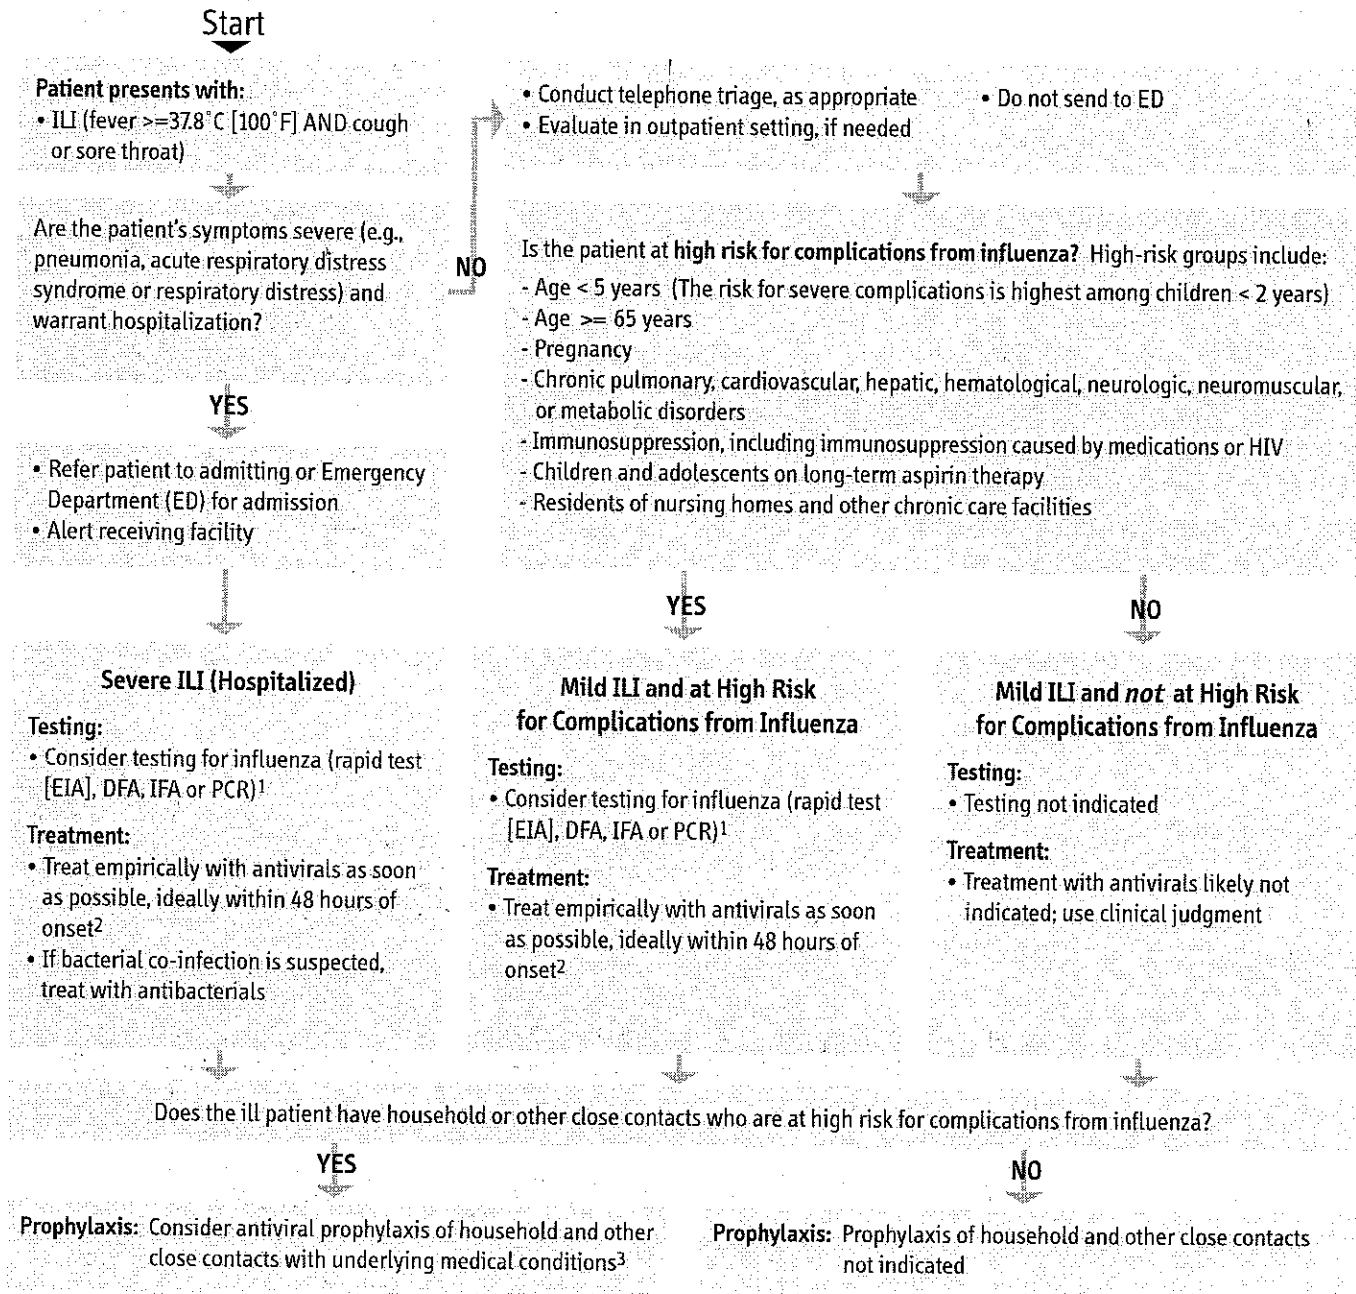 Start
Patient presents with:
• ILI (fever >=37.8°C [100°F] AND cough
or sore throat)
Are the patient's symptoms severe (e.g.,
pneumonia, acute respiratory distress
syndrome or respiratory distress) and
warrant hospitalization?
NO
YES
• Refer patient to admitting or Emergency
Department (ED) for admission
• Alert receiving facility
• Conduct telephone triage, as appropriate
• Evaluate in outpatient setting, if needed
• Do not send to ED
Is the patient at high risk for complications from influenza? High-risk groups include:
- Age < 5 years (The risk for severe complications is highest among children < 2 years)
- Age >= 65 years
- Pregnancy
- Chronic pulmonary, cardiovascular, hepatic, hematological, neurologic, neuromuscular,
or metabolic disorders
- Immunosuppression, including immunosuppression caused by medications or HIV
- Children and adolescents on long-term aspirin therapy
- Residents of nursing homes and other chronic care facilities
YES
NO
Severe ILI (Hospitalized)
Testing:
• Consider testing for influenza (rapid test
[EIA], DFA, IFA or PCR)1
Treatment:
• Treat empirically with antivirals as soon
as possible, ideally within 48 hours of
onset2
• If bacterial co-infection is suspected,
treat with antibacterials
Mild ILI and at High Risk
for Complications from Influenza
Testing:
• Consider testing for influenza (rapid test
[EIA], DFA, IFA or PCR)1
Treatment:
• Treat empirically with antivirals as soon
as possible, ideally within 48 hours of
onset2
Mild ILI and not at High Risk
for Complications from Influenza
Testing:
• Testing not indicated
Treatment:
• Treatment with antivirals likely not
indicated; use clinical judgment
Does the ill patient have household or other close contacts who are at high risk for complications from influenza?
YES
NO
Prophylaxis: Consider antiviral prophylaxis of household and other
close contacts with underlying medical conditions3
Prophylaxis: Prophylaxis of household and other close contacts
not indicated